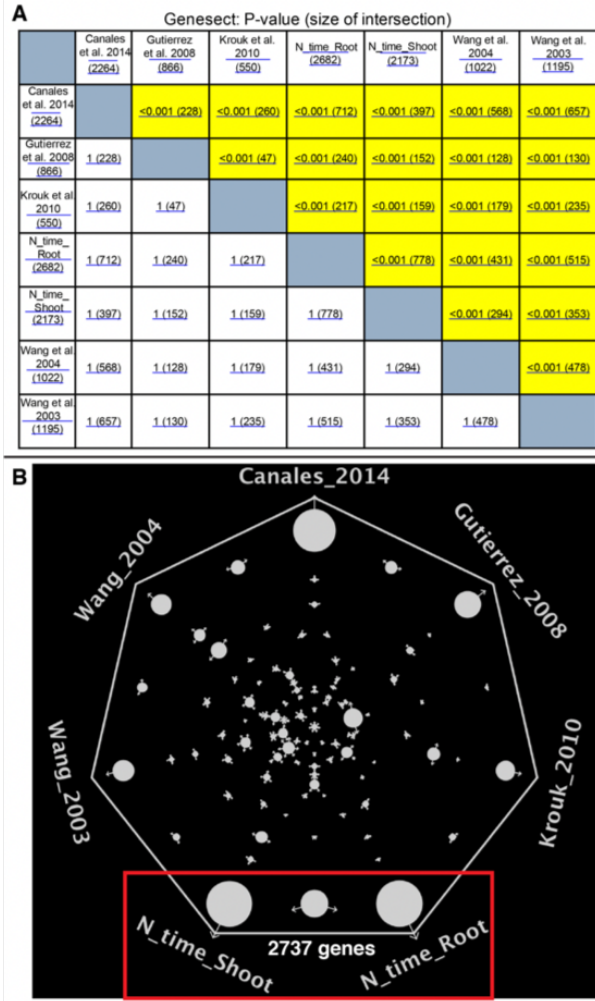 A
Genesect: P-value (size of intersection)
Canales et al. 2014 (2264) Gutierrez et al. 2008 (866) Krouk et al. 2010 (550) N_time_Root (2682) N_time_Shoot (2173) Wang et al. 2004 (1022) Wang et al. 2003 (1195)
Canales et al. 2014 (2264) <0.001 (228) <0.001 (260) <0.001 (712) <0.001 (397) <0.001 (568) <0.001 (657)
Gutierrez et al. 2008 (866) 1 (228) <0.001 (47) <0.001 (240) <0.001 (152) <0.001 (128) <0.001 (130)
Krouk et al. 2010 (550) 1 (260) 1 (47) <0.001 (217) <0.001 (159) <0.001 (179) <0.001 (235)
N_time_ Root (2682) 1 (712) 1 (240) 1 (217) <0.001 (778) <0.001 (431) <0.001 (515)
N_time_ Shoot (2173) 1 (397) 1 (152) 1 (159) 1 (778) <0.001 (294) <0.001 (353)
Wang et al. 2004 (1022) 1 (568) 1 (128) 1 (179) 1 (431) 1 (294) <0.001 (478)
Wang et al. 2003 (1195) 1 (657) 1 (130) 1 (235) 1 (515) 1 (353) 1 (478)
B
Canales_2014
Wang_2004
Gutierrez_2008
Wang_2003
Krouk_2010
N_time_Shoot
2737 genes
N_time_Root